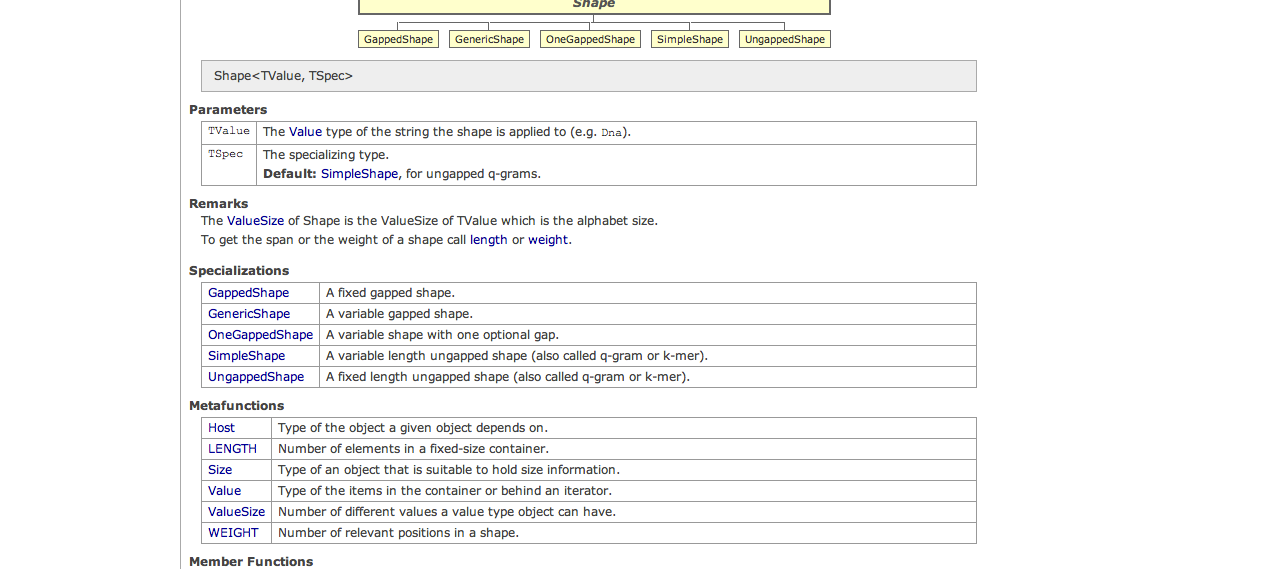 Shape
GappedShape GenericShape OneGappedShape SimpleShape UngappedShape
Shape<TValue, TSpec>
Parameters
TValue The Value type of the string the shape is applied to (e.g. Dna).
TSpec The specializing type.
Default: SimpleShape, for ungapped q-grams.
Remarks
The ValueSize of Shape is the ValueSize of TValue which is the alphabet size.
To get the span or the weight of a shape call length or weight.
Specializations
GappedShape A fixed gapped shape.
GenericShape A variable gapped shape.
OneGappedShape A variable shape with one optional gap.
SimpleShape A variable length ungapped shape (also called q-gram or k-mer).
UngappedShape A fixed length ungapped shape (also called q-gram or k-mer).
Metafunctions
Host Type of the object a given object depends on.
LENGTH Number of elements in a fixed-size container.
Size Type of an object that is suitable to hold size information.
Value Type of the items in the container or behind an iterator.
ValueSize Number of different values a value type object can have.
WEIGHT Number of relevant positions in a shape.
Member Functions